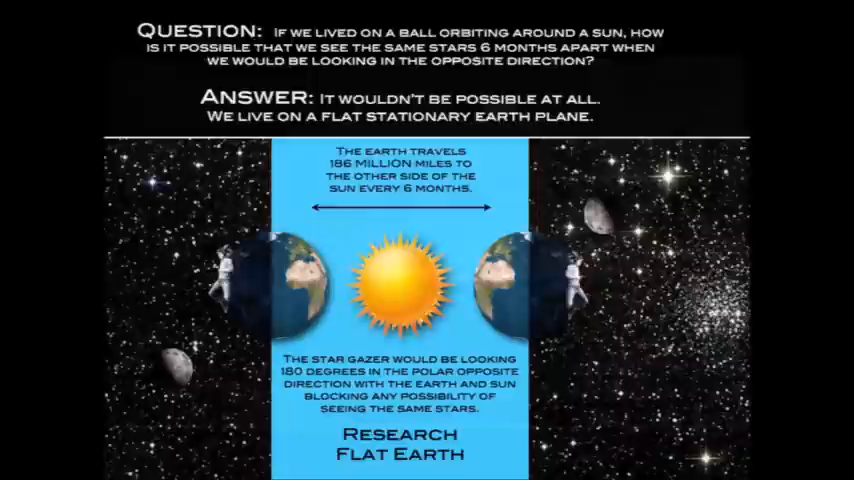 QUESTION: IF WE LIVED ON A BALL ORBITING AROUND A SUN, HOW
IS IT POSSIBLE THAT WE SEE THE SAME STARS 6 MONTHS APART WHEN
WE WOULD BE LOOKING IN THE OPPOSITE DIRECTION?
ANSWER: IT WOULDN'T BE POSSIBLE AT ALL.
WE LIVE ON A FLAT STATIONARY EARTH PLANE.
THE EARTH TRAVELS
186 MILLION MILES TO
THE OTHER SIDE OF THE
SUN EVERY 6 MONTHS.
THE STAR GAZER WOULD BE LOOKING
180 DEGREES IN THE POLAR OPPOSITE
DIRECTION WITH THE EARTH AND SUN
BLOCKING ANY POSSIBILITY OF
SEEING THE SAME STARS.
RESEARCH
FLAT EARTH